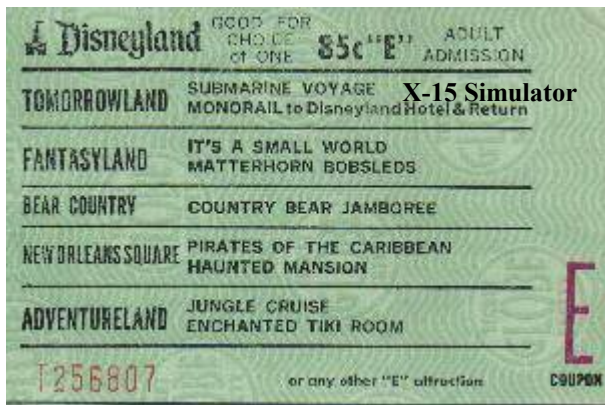 Disneyland GOOD FOR CHOICE of ONE 85c "E" ADULT ADMISSION
TOMORROWLAND SUBMARINE VOYAGE X-15 Simulator
MONORAIL to Disneyland Hotel & Return
FANTASYLAND IT'S A SMALL WORLD
MATTERHORN BOBSLEDS
BEAR COUNTRY COUNTRY BEAR JAMBOREE
NEW ORLEANS SQUARE PIRATES OF THE CARIBBEAN
HAUNTED MANSION
ADVENTURELAND JUNGLE CRUISE
ENCHANTED TIKI ROOM
T256807 or any other "E" attraction
E
COUPON